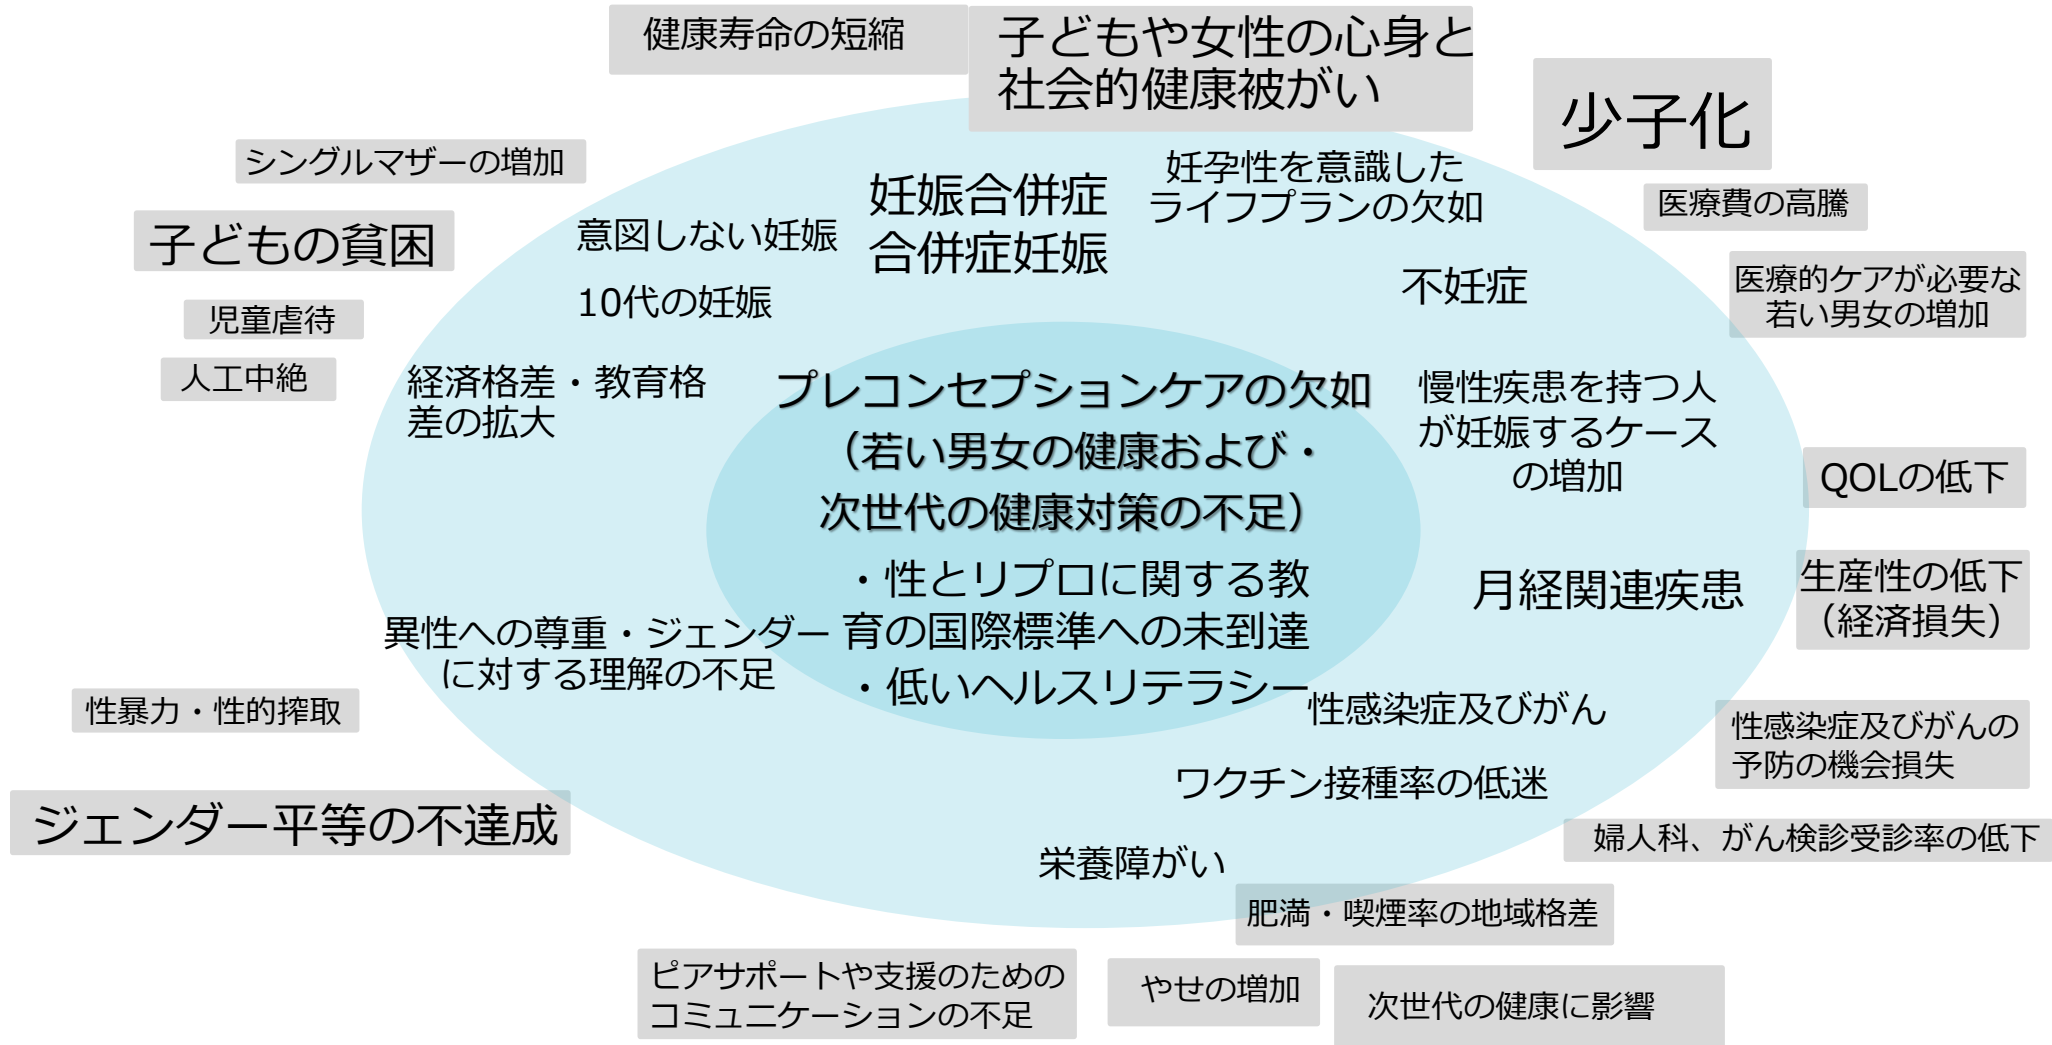 健康寿命の短縮
子どもや女性の心身と
社会的健康被がい
少子化
シングルマザーの増加
子どもの貧困
児童虐待
人工中絶
意図しない妊娠
10代の妊娠
妊娠合併症
合併症妊娠
妊孕性を意識した
ライフプランの欠如
不妊症
医療費の高騰
医療的ケアが必要な
若い男女の増加
経済格差・教育格
差の拡大
プレコンセプションケアの欠如
（若い男女の健康および・
次世代の健康対策の不足）
・性とリプロに関する教
育の国際標準への未到達
・低いヘルスリテラシー
慢性疾患を持つ人
が妊娠するケース
の増加
QOLの低下
月経関連疾患
生産性の低下
（経済損失）
異性への尊重・ジェンダー
に対する理解の不足
性暴力・性的搾取
ジェンダー平等の不達成
性感染症及びがん
ワクチン接種率の低迷
栄養障がい
性感染症及びがんの
予防の機会損失
婦人科、がん検診受診率の低下
肥満・喫煙率の地域格差
ピアサポートや支援のための
コミュニケーションの不足
やせの増加
次世代の健康に影響